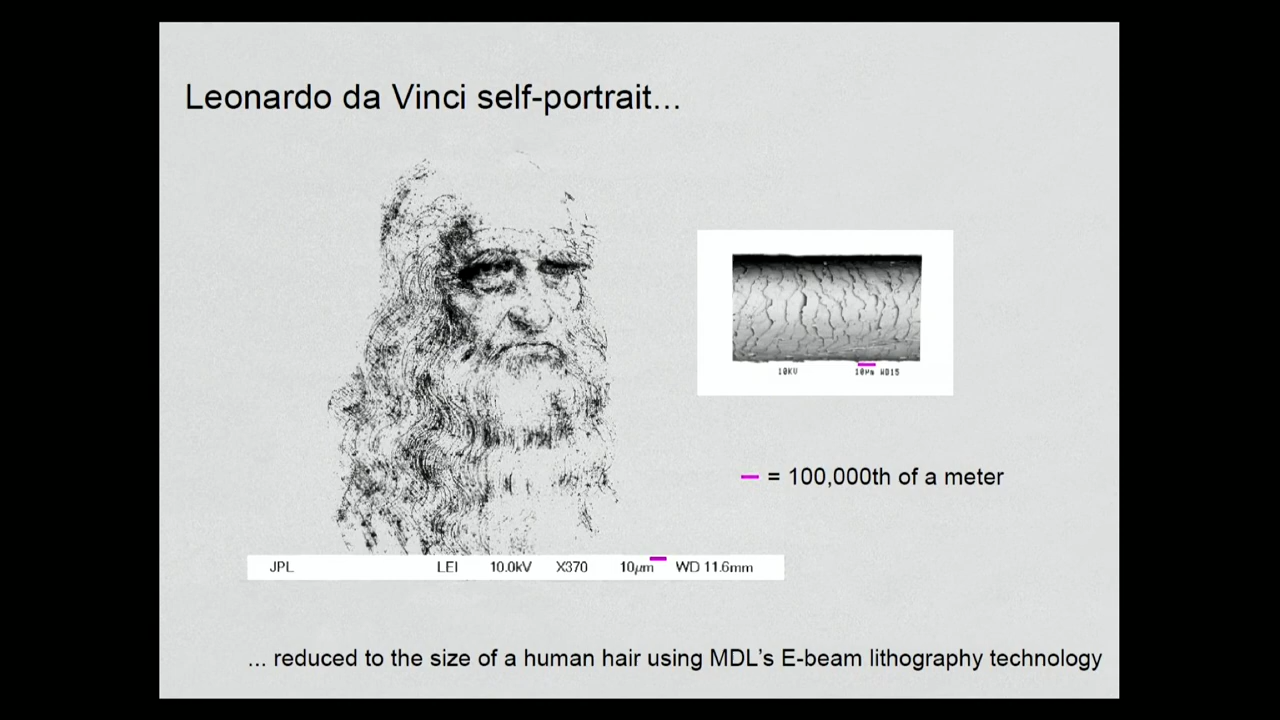 Leonardo da Vinci self-portrait...
10KV 10µm WD15
= 100,000th of a meter
JPL LEI 10.0kV X370 10µm WD 11.6mm
... reduced to the size of a human hair using MDL's E-beam lithography technology